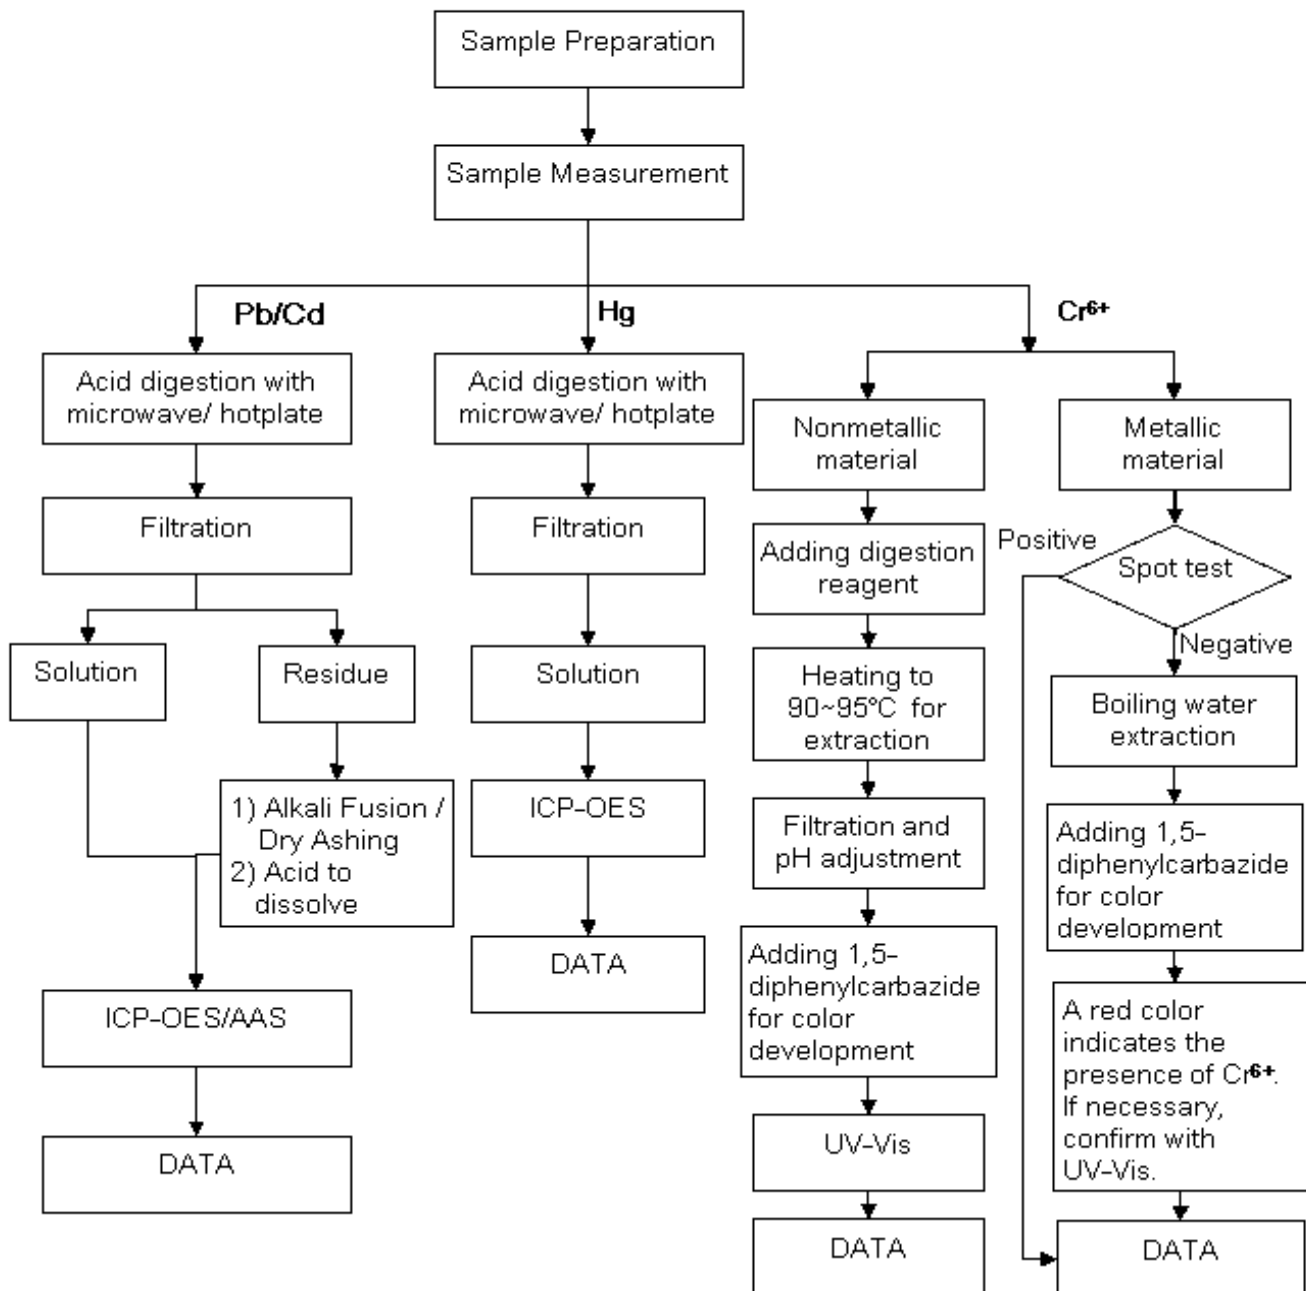 Sample Preparation
Sample Measurement
Pb/Cd
Hg
Cr⁶⁺
Acid digestion with
microwave/ hotplate
Acid digestion with
microwave/ hotplate
Nonmetallic
material
Metallic
material
Filtration
Filtration
Adding digestion
reagent
Positive
Spot test
Negative
Solution
Residue
Solution
Heating to
90~95°C for
extraction
Boiling water
extraction
1) Alkali Fusion /
Dry Ashing
2) Acid to
dissolve
ICP-OES
Filtration and
pH adjustment
Adding 1,5-
diphenylcarbazide
for color
development
DATA
Adding 1,5-
diphenylcarbazide
for color
development
ICP-OES/AAS
A red color
indicates the
presence of Cr⁶⁺.
If necessary,
confirm with
UV-Vis.
DATA
UV-Vis
DATA
DATA